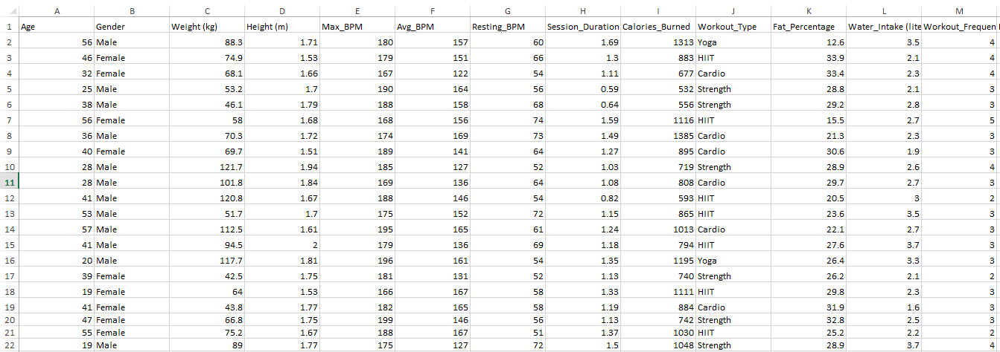 A B C D E F G H I J K L M
1 Age Gender Weight (kg) Height (m) Max_BPM Avg_BPM Resting_BPM Session_Duration Calories_Burned Workout_Type Fat_Percentage Water_Intake (lite Workout_Frequen
2 56 Male 88.3 1.71 180 157 60 1.69 1313 Yoga 12.6 3.5 4
3 46 Female 74.9 1.53 179 151 66 1.3 883 HIIT 33.9 2.1 4
4 32 Female 68.1 1.66 167 122 54 1.11 677 Cardio 33.4 2.3 4
5 25 Male 53.2 1.7 190 164 56 0.59 532 Strength 28.8 2.1 3
6 38 Male 46.1 1.79 188 158 68 0.64 556 Strength 29.2 2.8 3
7 56 Female 58 1.68 168 156 74 1.59 1116 HIIT 15.5 2.7 5
8 36 Male 70.3 1.72 174 169 73 1.49 1385 Cardio 21.3 2.3 3
9 40 Female 69.7 1.51 189 141 64 1.27 895 Cardio 30.6 1.9 3
10 28 Male 121.7 1.94 185 127 52 1.03 719 Strength 28.9 2.6 4
11 28 Male 101.8 1.84 169 136 64 1.08 808 Cardio 29.7 2.7 3
12 41 Male 120.8 1.67 188 146 54 0.82 593 HIIT 20.5 3 2
13 53 Male 51.7 1.7 175 152 72 1.15 865 HIIT 23.6 3.5 3
14 57 Male 112.5 1.61 195 165 61 1.24 1013 Cardio 22.1 2.7 3
15 41 Male 94.5 2 179 136 69 1.18 794 HIIT 27.6 3.7 3
16 20 Male 117.7 1.81 196 161 54 1.35 1195 Yoga 26.4 3.3 3
17 39 Female 42.5 1.75 181 131 52 1.13 740 Strength 26.2 2.1 2
18 19 Female 64 1.53 166 167 58 1.33 1111 HIIT 29.8 2.3 3
19 41 Female 43.8 1.77 182 165 58 1.19 884 Cardio 31.9 1.6 3
20 47 Female 66.8 1.75 199 146 56 1.13 742 Strength 32.8 2.5 3
21 55 Female 75.2 1.67 188 167 51 1.37 1030 HIIT 25.2 2.2 2
22 19 Male 89 1.77 175 127 72 1.5 1048 Strength 28.9 3.7 4